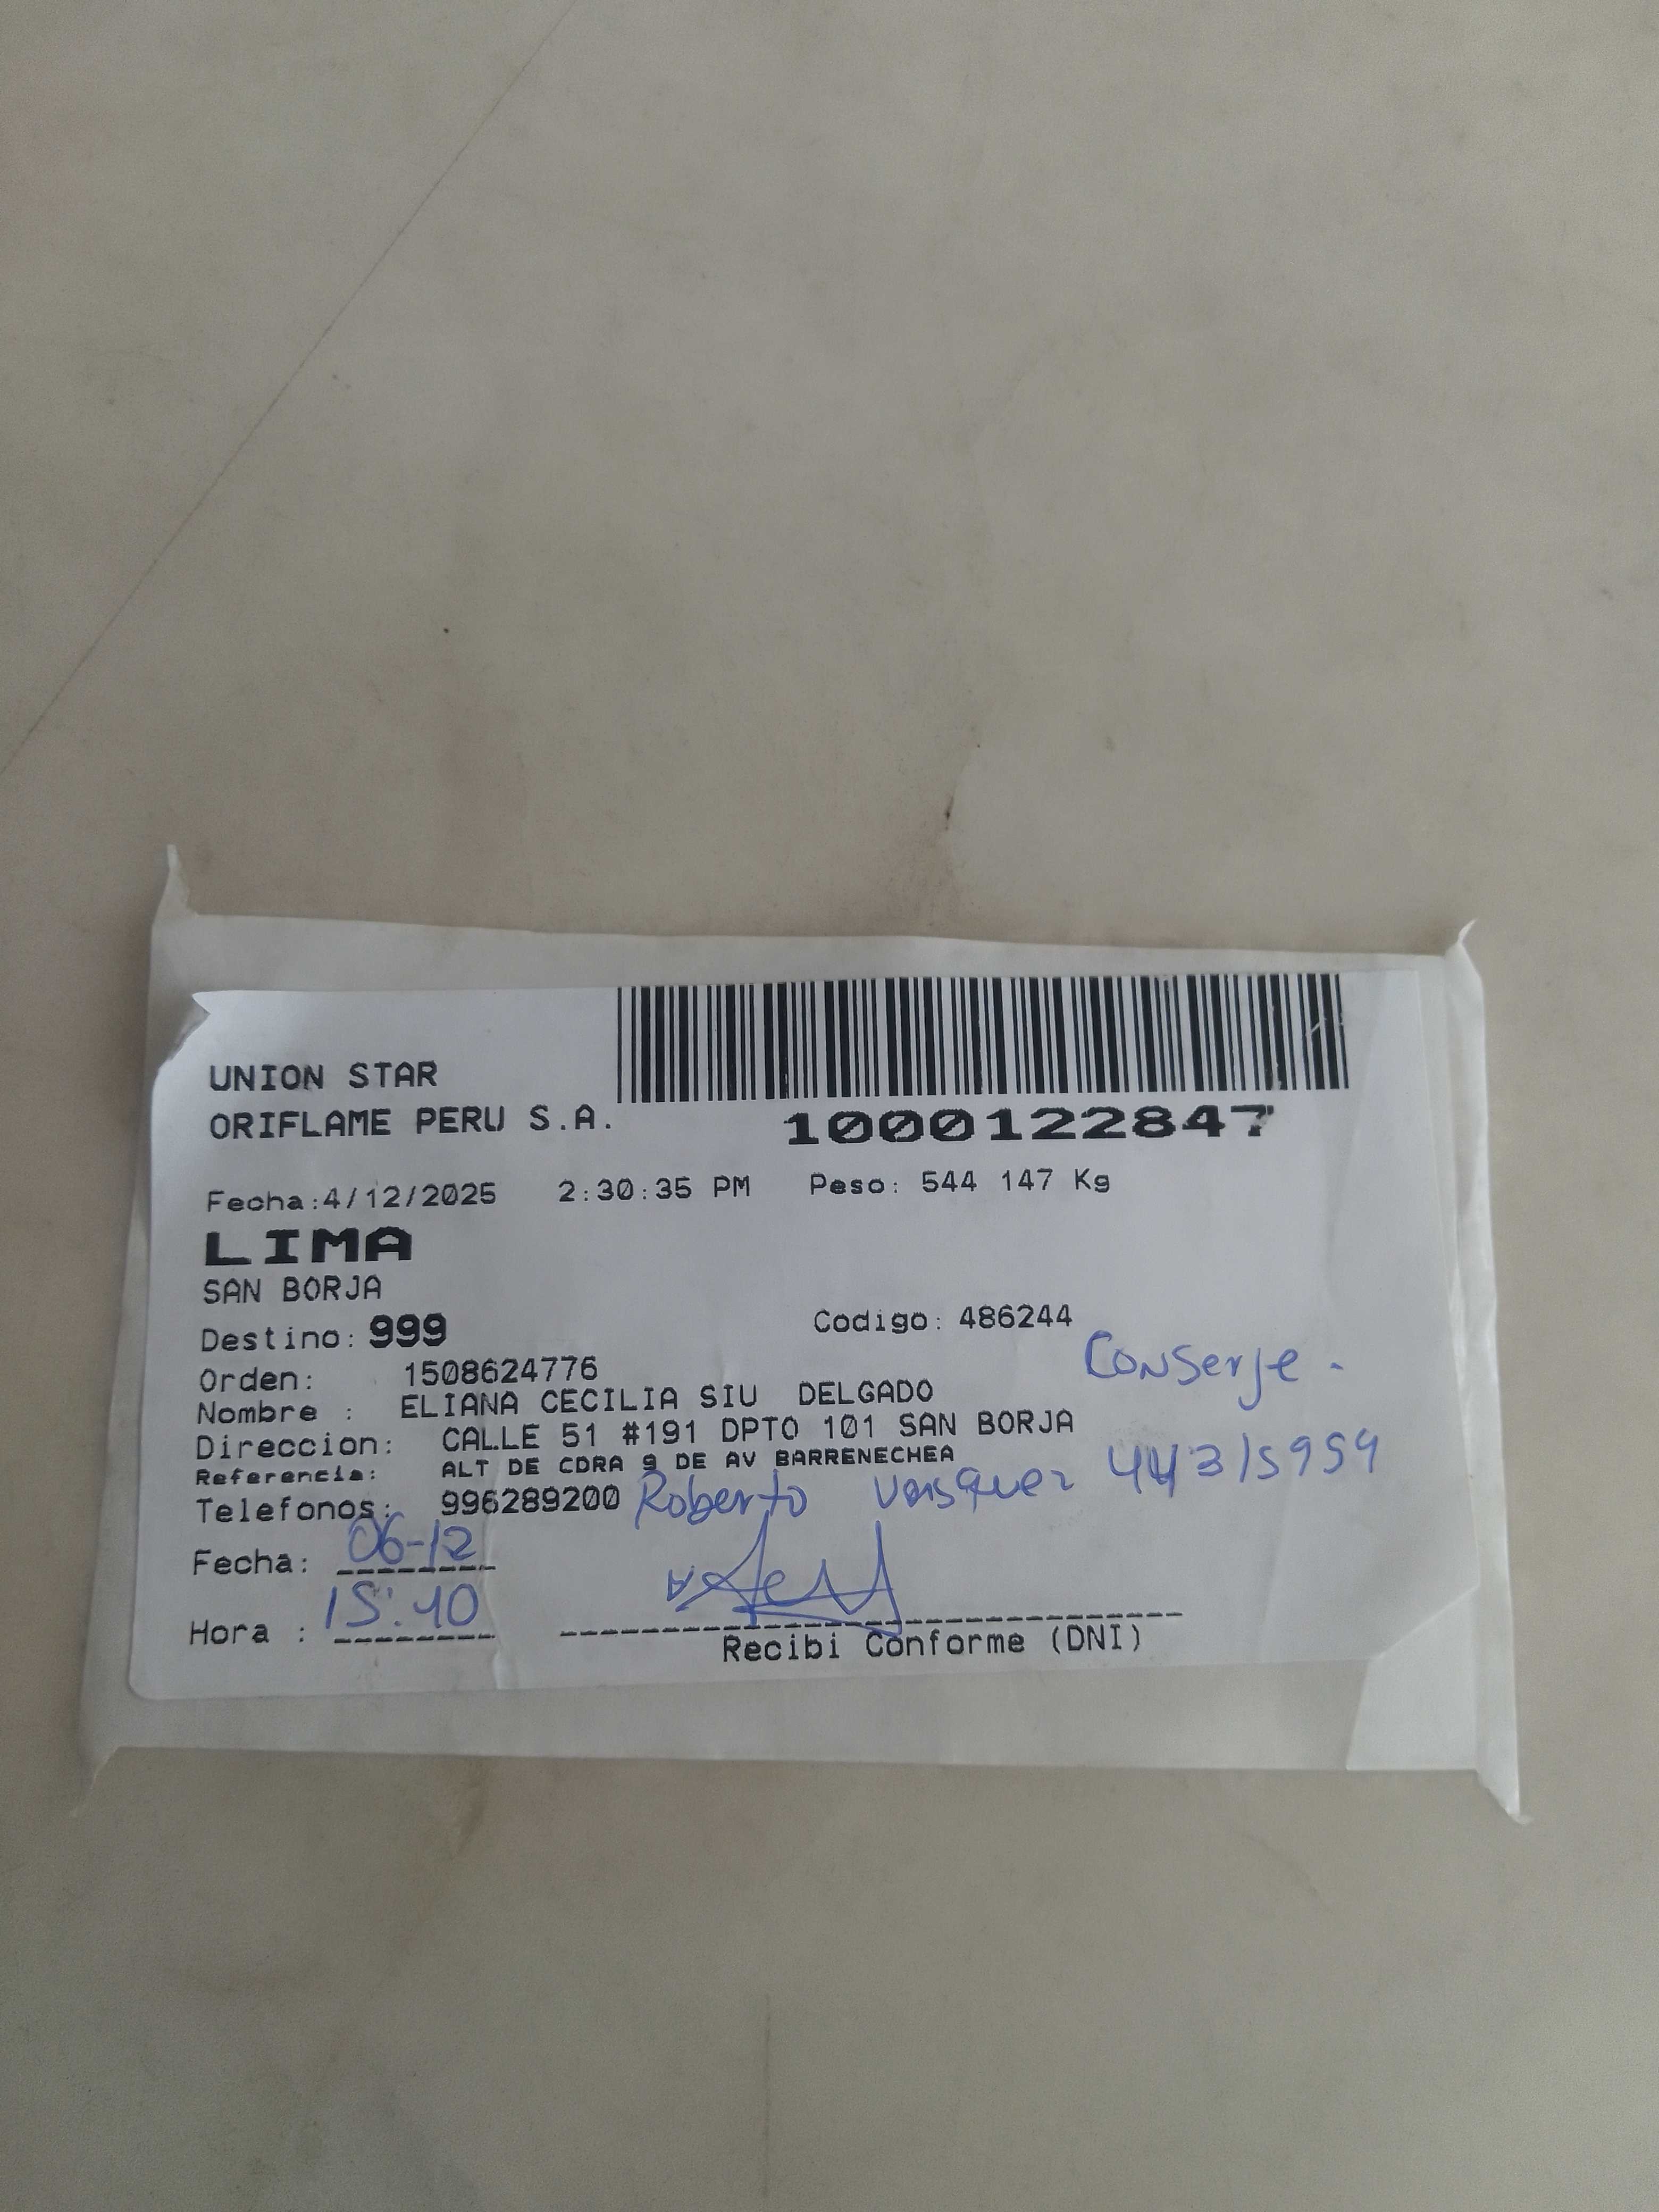 UNION STAR
ORIFLAME PERU S.A.
1000122847
Fecha:4/12/2025 2:30:35 PM Peso: 544 147 Kg
LIMA
SAN BORJA
Destino: 999 Codigo: 486244
Conserje.
Orden: 1508624776
Nombre : ELIANA CECILIA SIU DELGADO
Direccion: CALLE 51 #191 DPTO 101 SAN BORJA
Referencia: ALT DE CDRA 9 DE AV BARRENECHEA
Telefonos: 996289200 Roberto Vasquez 44315959
Fecha: 06-12
Hora : 15:40
Recibi Conforme (DNI)